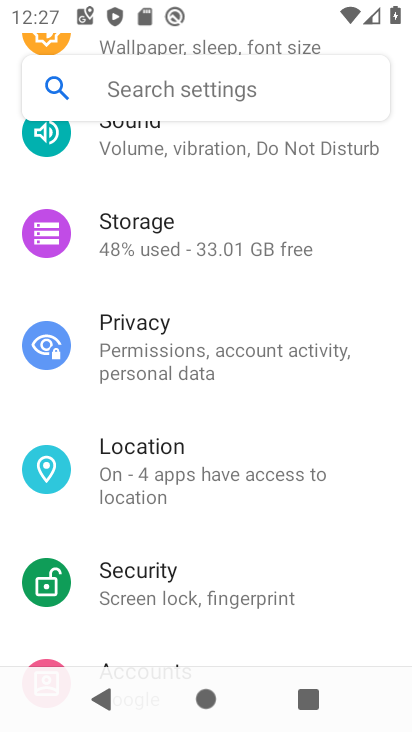 12:27
Wallpaper, sleep, font size
Search settings
Sound
Volume, vibration, Do Not Disturb
Storage
48% used - 33.01 GB free
Privacy
Permissions, account activity,
personal data
Location
On - 4 apps have access to
location
Security
Screen lock, fingerprint
Accounts
Google